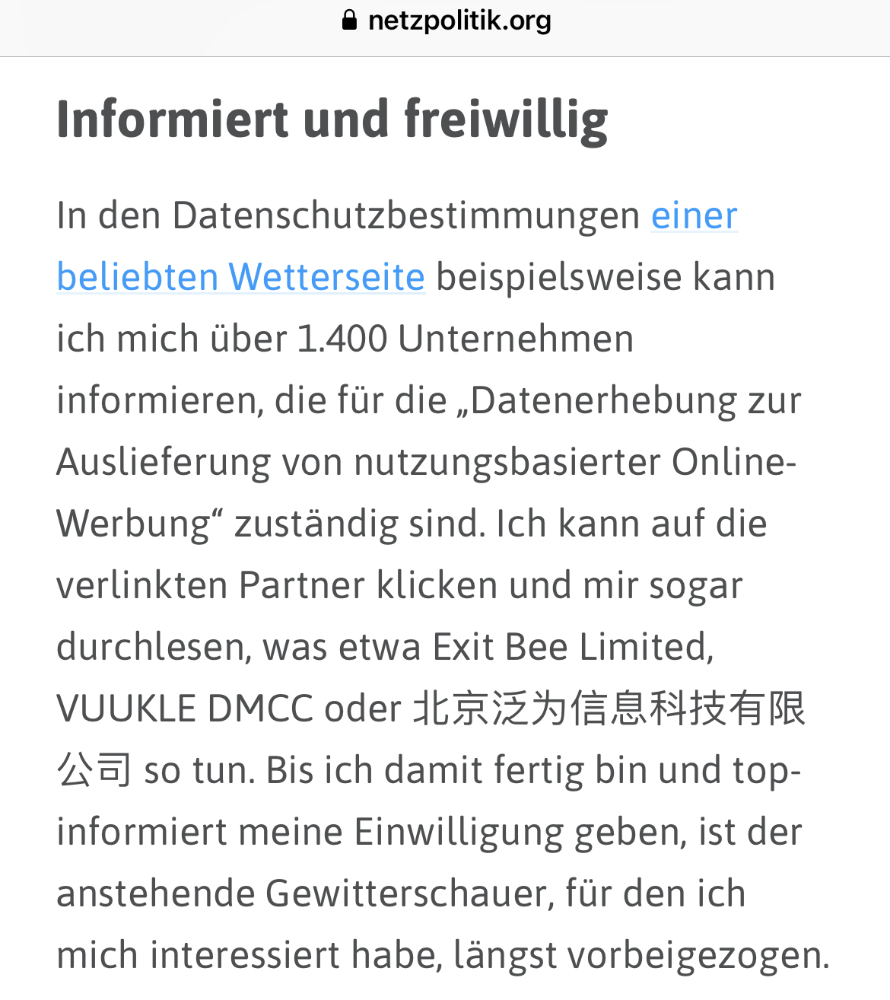 netzpolitik.org
Informiert und freiwillig
In den Datenschutzbestimmungen einer
beliebten Wetterseite beispielsweise kann
ich mich über 1.400 Unternehmen
informieren, die für die „Datenerhebung zur
Auslieferung von nutzungsbasierter Online-
Werbung“ zuständig sind. Ich kann auf die
verlinkten Partner klicken und mir sogar
durchlesen, was etwa Exit Bee Limited,
VUUKLE DMCC oder 北京泛为信息科技有限
公司 so tun. Bis ich damit fertig bin und top-
informiert meine Einwilligung geben, ist der
anstehende Gewitterschauer, für den ich
mich interessiert habe, längst vorbeigezogen.